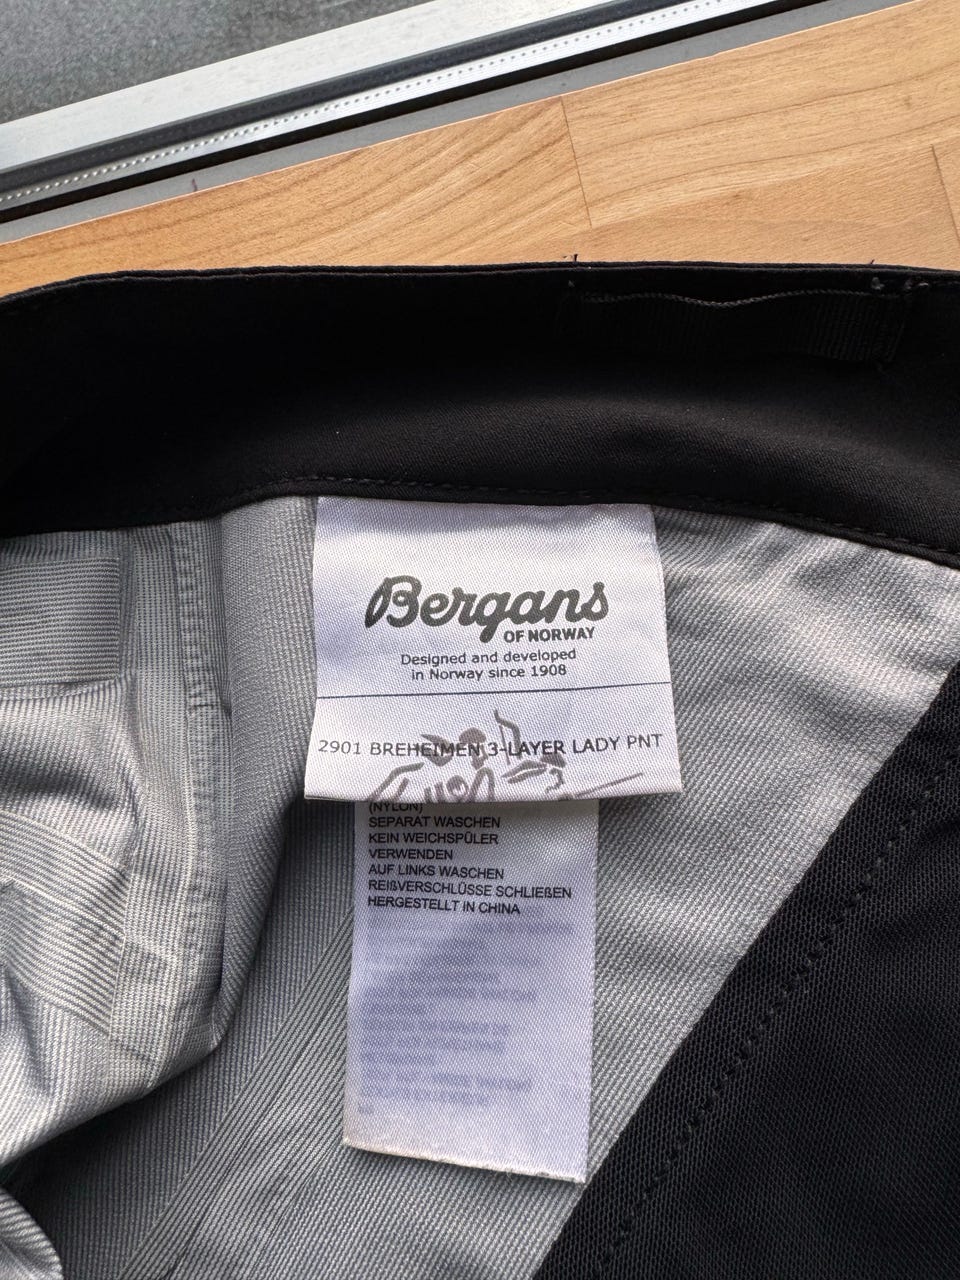 Bergans
OF NORWAY
Designed and developed
in Norway since 1908
2901 BREHEIMEN 3-LAYER LADY PNT
(NYLON)
SEPARAT WASCHEN
KEIN WEICHSPÜLER
VERWENDEN
AUF LINKS WASCHEN
REIßVERSCHLÜSSE SCHLIEßEN
HERGESTELLT IN CHINA